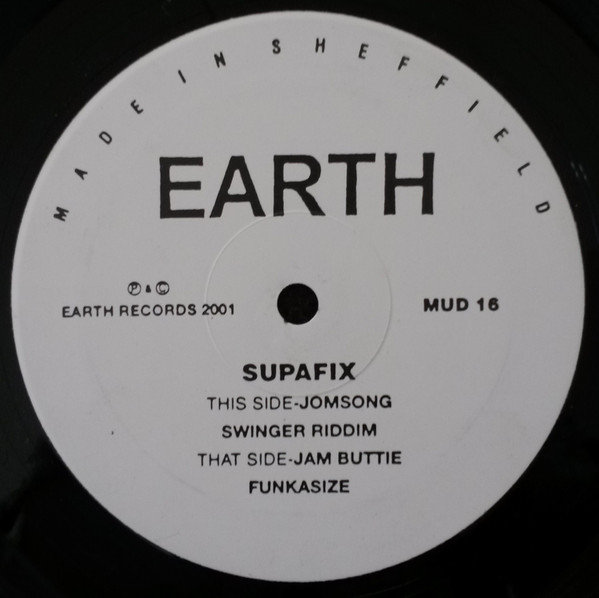 MADE IN SHEFFIELD
EARTH
Ⓟ & Ⓒ
EARTH RECORDS 2001
MUD 16
SUPAFIX
THIS SIDE-JOMSONG
SWINGER RIDDIM
THAT SIDE-JAM BUTTIE
FUNKASIZE